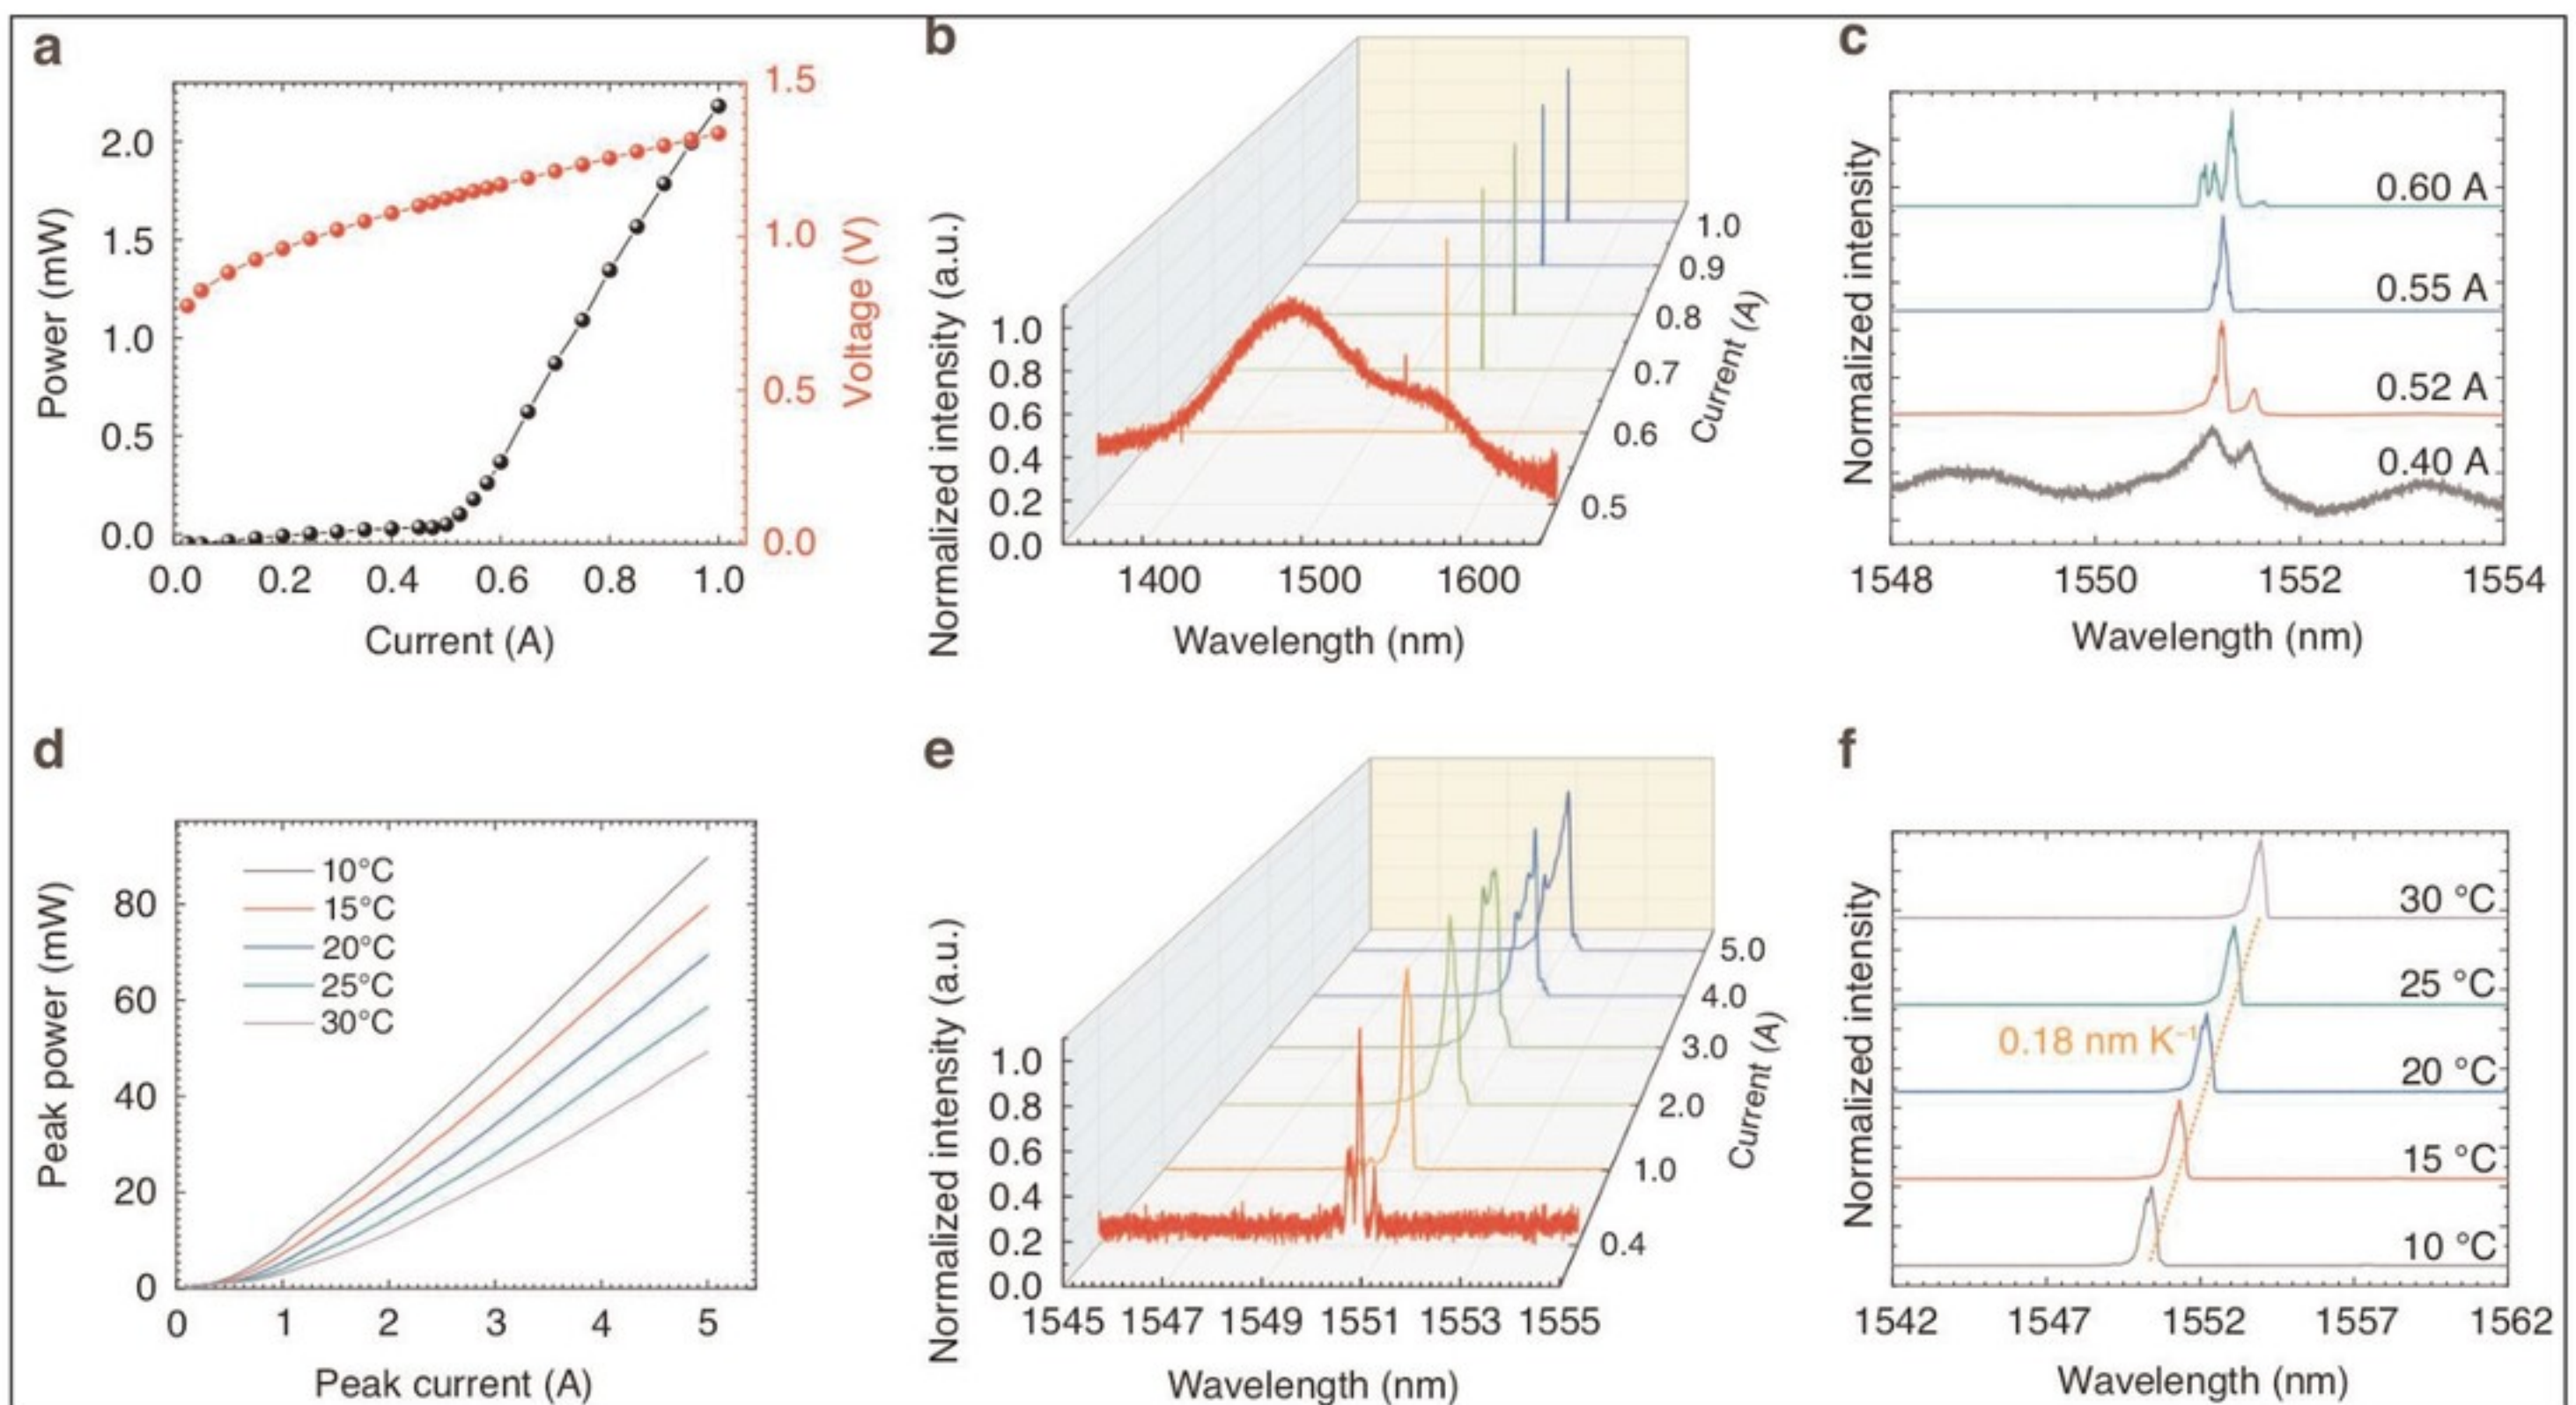 a
2.0
1.5
1.0
0.5
0.0
Power (mW)
0.0 0.2 0.4 0.6 0.8 1.0
Current (A)
1.5
1.0
0.5
0.0
Voltage (V)
b
Normalized intensity (a.u.)
1.0
0.8
0.6
0.4
0.2
0.0
1400 1500 1600
Wavelength (nm)
1.0
0.9
0.8
0.7
0.6
0.5
Current (A)
c
Normalized intensity
0.60 A
0.55 A
0.52 A
0.40 A
1548 1550 1552 1554
Wavelength (nm)
d
Peak power (mW)
80
60
40
20
0
10°C
15°C
20°C
25°C
30°C
0 1 2 3 4 5
Peak current (A)
e
Normalized intensity (a.u.)
1.0
0.8
0.6
0.4
0.2
0.0
1545 1547 1549 1551 1553 1555
Wavelength (nm)
5.0
4.0
3.0
2.0
1.0
0.4
Current (A)
f
Normalized intensity
30 °C
25 °C
0.18 nm K⁻¹
20 °C
15 °C
10 °C
1542 1547 1552 1557 1562
Wavelength (nm)